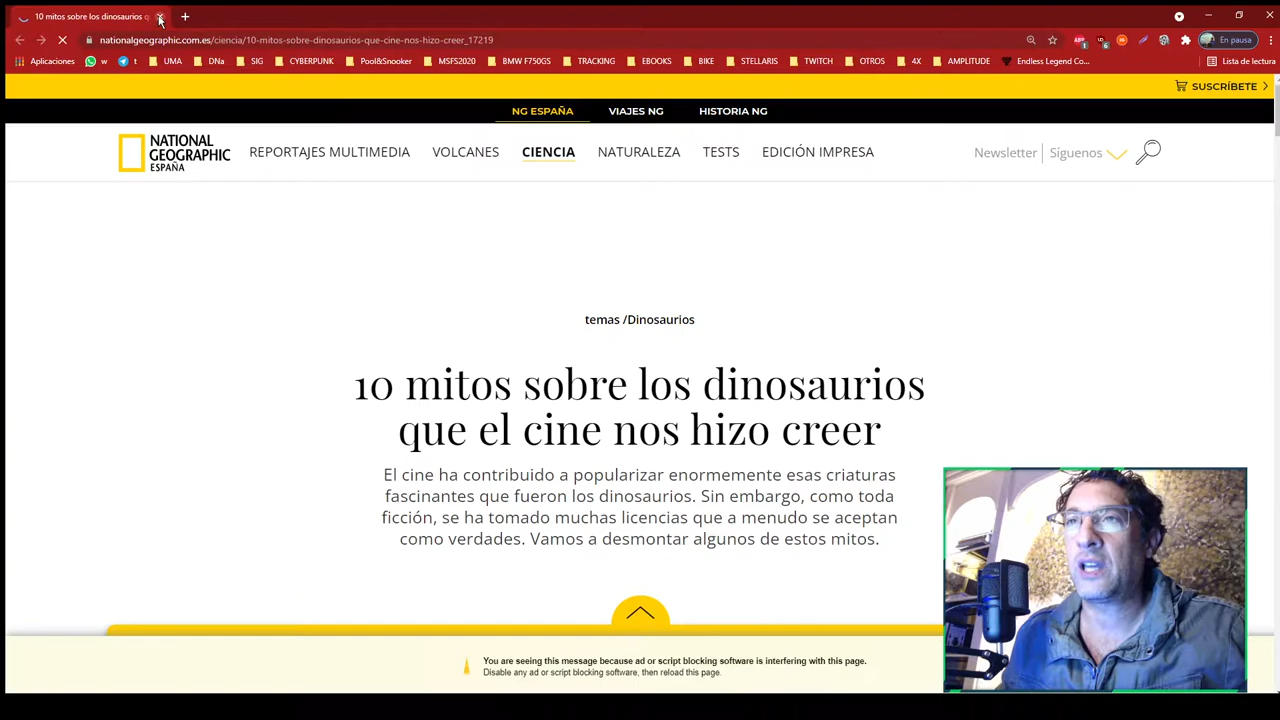 10 mitos sobre los dinosaurios q
En pausa
nationalgeographic.com.es/ciencia/10-mitos-sobre-dinosaurios-que-cine-nos-hizo-creer_17219
Aplicaciones w t UMA DNa SIG CYBERPUNK Pool&Snooker MSFS2020 BMW F750GS TRACKING EBOOKS BIKE STELLARIS TWITCH OTROS 4X AMPLITUDE Endless Legend Co... Lista de lectura
SUSCRÍBETE
NG ESPAÑA VIAJES NG HISTORIA NG
NATIONAL
GEOGRAPHIC
ESPAÑA
REPORTAJES MULTIMEDIA VOLCANES CIENCIA NATURALEZA TESTS EDICIÓN IMPRESA Newsletter Síguenos
temas /Dinosaurios
10 mitos sobre los dinosaurios
que el cine nos hizo creer
El cine ha contribuido a popularizar enormemente esas criaturas
fascinantes que fueron los dinosaurios. Sin embargo, como toda
ficción, se ha tomado muchas licencias que a menudo se aceptan
como verdades. Vamos a desmontar algunos de estos mitos.
You are seeing this message because ad or script blocking software is interfering with this page.
Disable any ad or script blocking software, then reload this page.